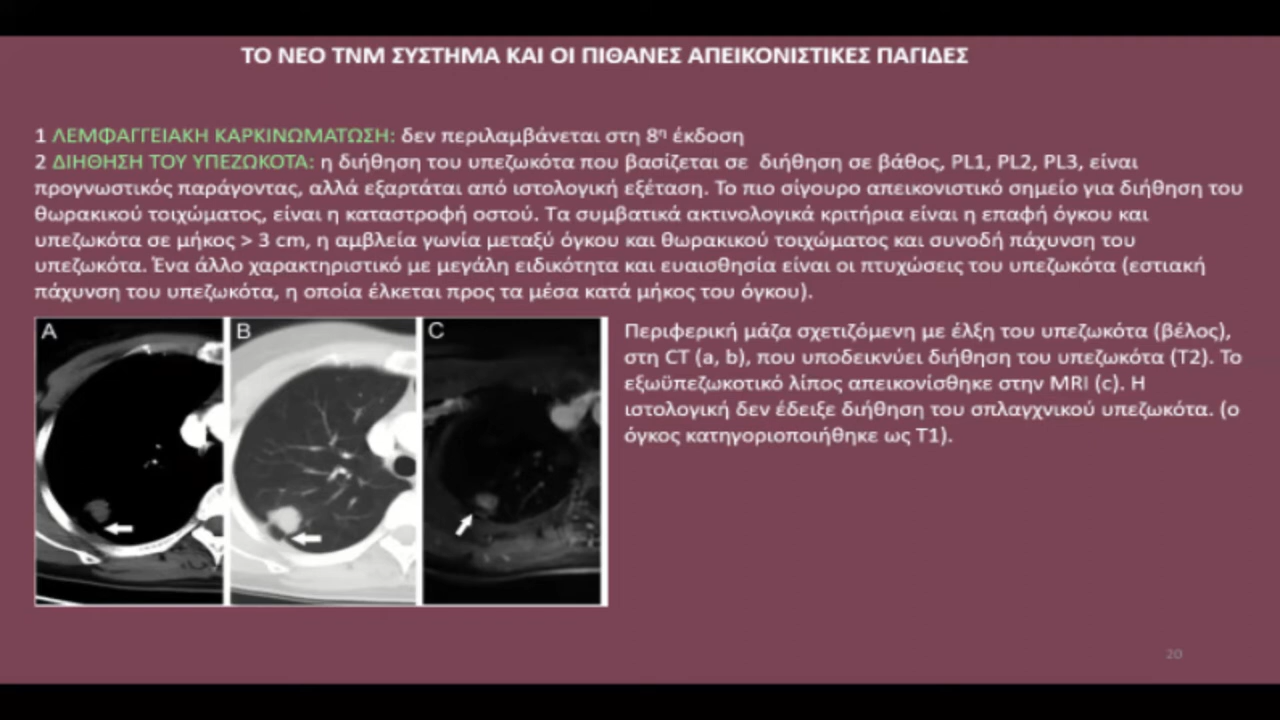 ΤΟ ΝΕΟ ΤΝΜ ΣΥΣΤΗΜΑ ΚΑΙ ΟΙ ΠΙΘΑΝΕΣ ΑΠΕΙΚΟΝΙΣΤΙΚΕΣ ΠΑΓΙΔΕΣ
1 ΛΕΜΦΑΓΓΕΙΑΚΗ ΚΑΡΚΙΝΩΜΑΤΩΣΗ: δεν περιλαμβάνεται στη 8η έκδοση
2 ΔΙΗΘΗΣΗ ΤΟΥ ΥΠΕΖΩΚΟΤΑ: η διήθηση του υπεζωκότα που βασίζεται σε διήθηση σε βάθος, PL1, PL2, PL3, είναι
προγνωστικός παράγοντας, αλλά εξαρτάται από ιστολογική εξέταση. Το πιο σίγουρο απεικονιστικό σημείο για διήθηση του
θωρακικού τοιχώματος, είναι η καταστροφή οστού. Τα συμβατικά ακτινολογικά κριτήρια είναι η επαφή όγκου και
υπεζωκότα σε μήκος > 3 cm, η αμβλεία γωνία μεταξύ όγκου και θωρακικού τοιχώματος και συνοδή πάχυνση του
υπεζωκότα. Ένα άλλο χαρακτηριστικό με μεγάλη ειδικότητα και ευαισθησία είναι οι πτυχώσεις του υπεζωκότα (εστιακή
πάχυνση του υπεζωκότα, η οποία έλκεται προς τα μέσα κατά μήκος του όγκου).
A B C
Περιφερική μάζα σχετιζόμενη με έλξη του υπεζωκότα (βέλος),
στη CT (a, b), που υποδεικνύει διήθηση του υπεζωκότα (T2). Το
εξωϋπεζωκοτικό λίπος απεικονίσθηκε στην MRI (c). Η
ιστολογική δεν έδειξε διήθηση του σπλαγχνικού υπεζωκότα. (ο
όγκος κατηγοριοποιήθηκε ως T1).
20